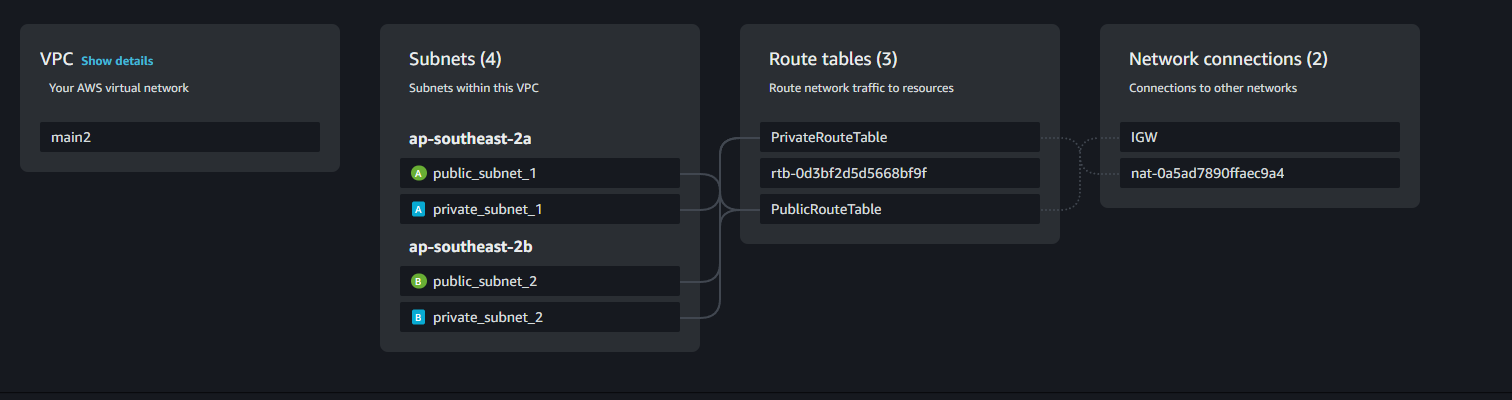 VPC Show details
Your AWS virtual network
main2
Subnets (4)
Subnets within this VPC
ap-southeast-2a
A public_subnet_1
A private_subnet_1
ap-southeast-2b
B public_subnet_2
B private_subnet_2
Route tables (3)
Route network traffic to resources
PrivateRouteTable
rtb-0d3bf2d5d5668bf9f
PublicRouteTable
Network connections (2)
Connections to other networks
IGW
nat-0a5ad7890ffaec9a4